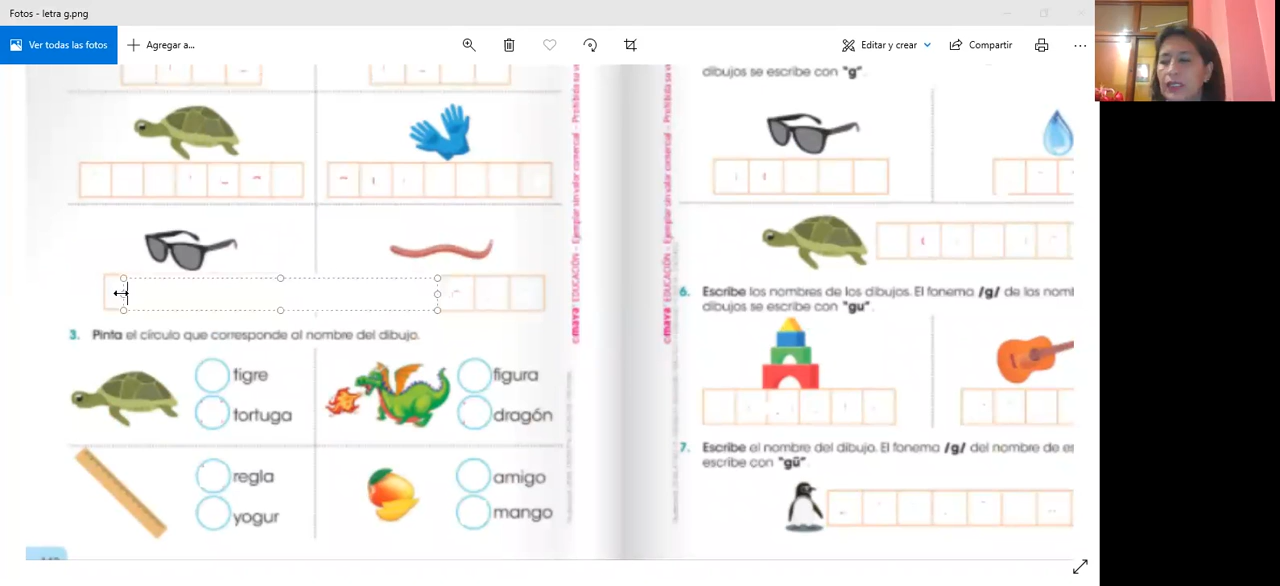 Fotos - letra g.png
Ver todas las fotos
Agregar a...
Editar y crear
Compartir
dibujos se escribe con "g".
6. Escribe los nombres de los dibujos. El fonema /g/ de los nom
dibujos se escribe con "gu".
3. Pinta el círculo que corresponde al nombre del dibujo.
tigre
tortuga
figura
dragón
regla
yogur
amigo
mango
7. Escribe el nombre del dibujo. El fonema /g/ del nombre de es
escribe con "gü".